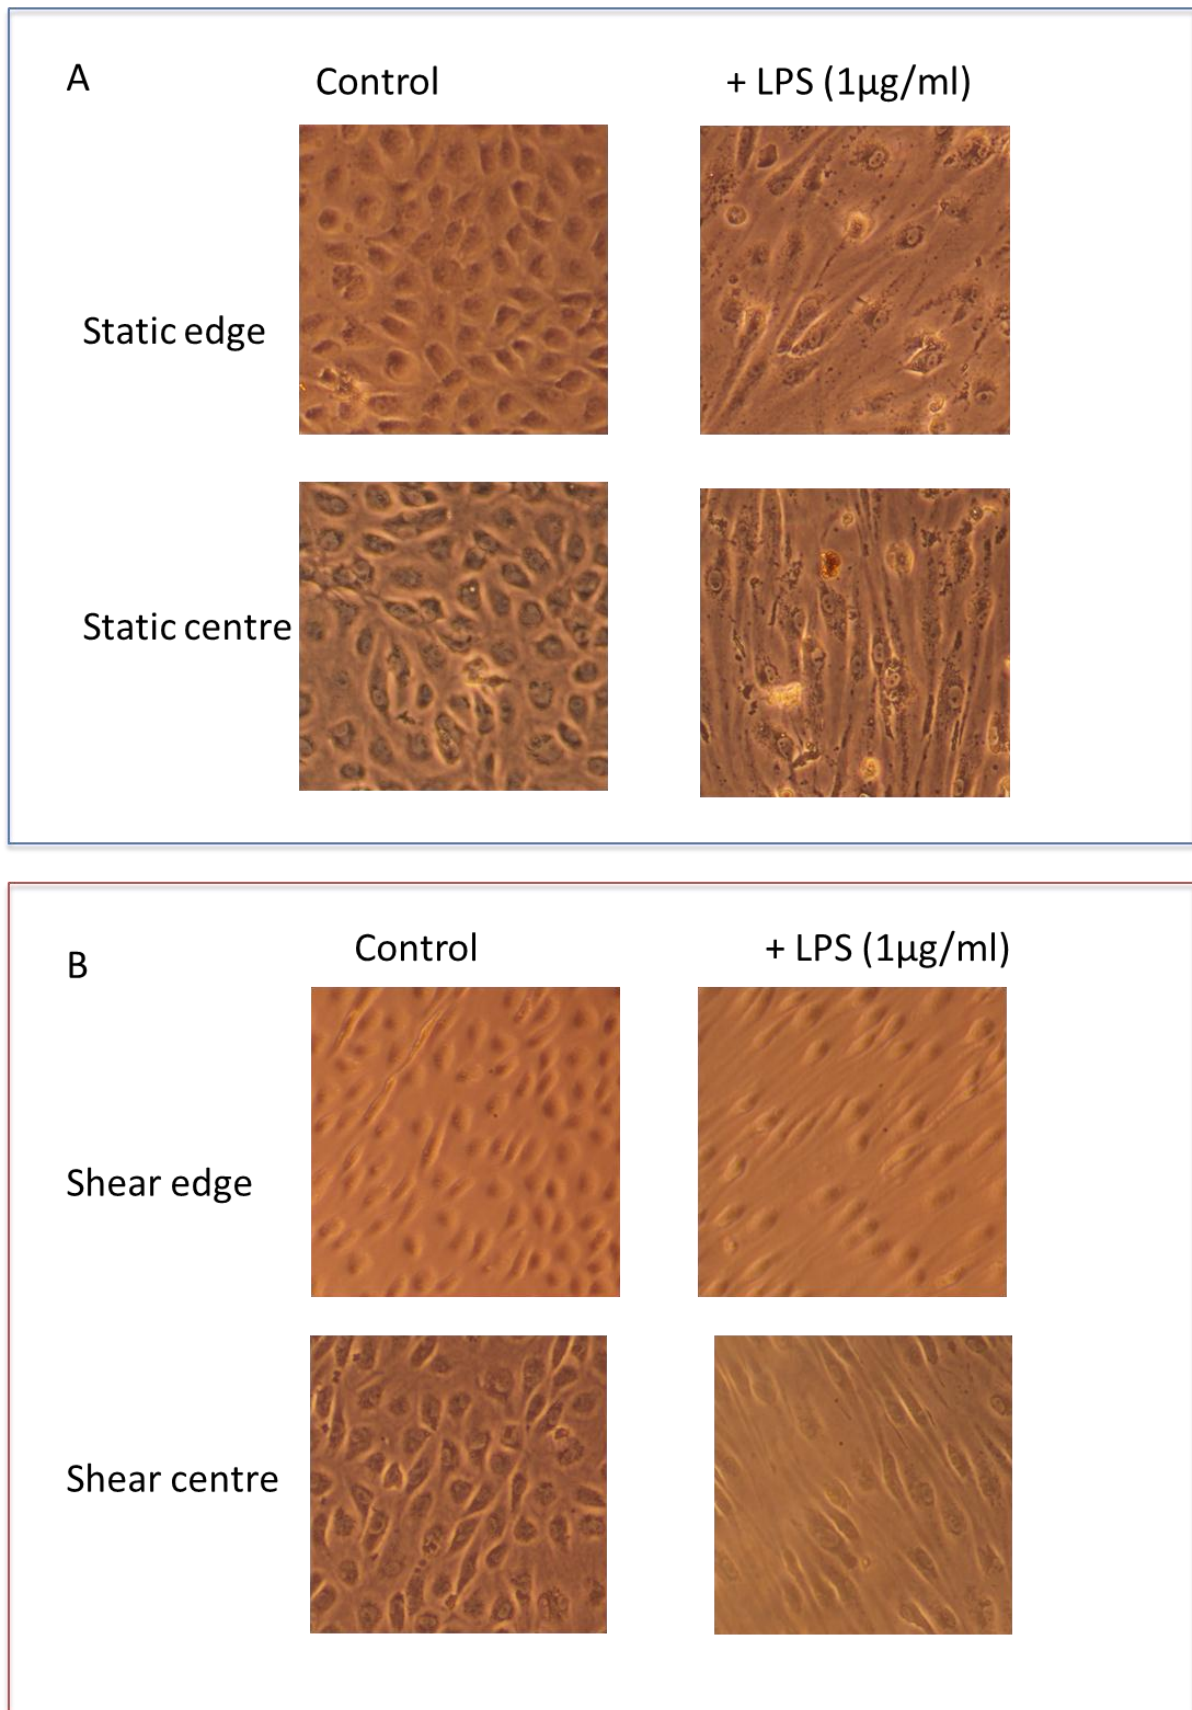 A
Control
+ LPS (1µg/ml)
Static edge
Static centre
B
Control
+ LPS (1µg/ml)
Shear edge
Shear centre